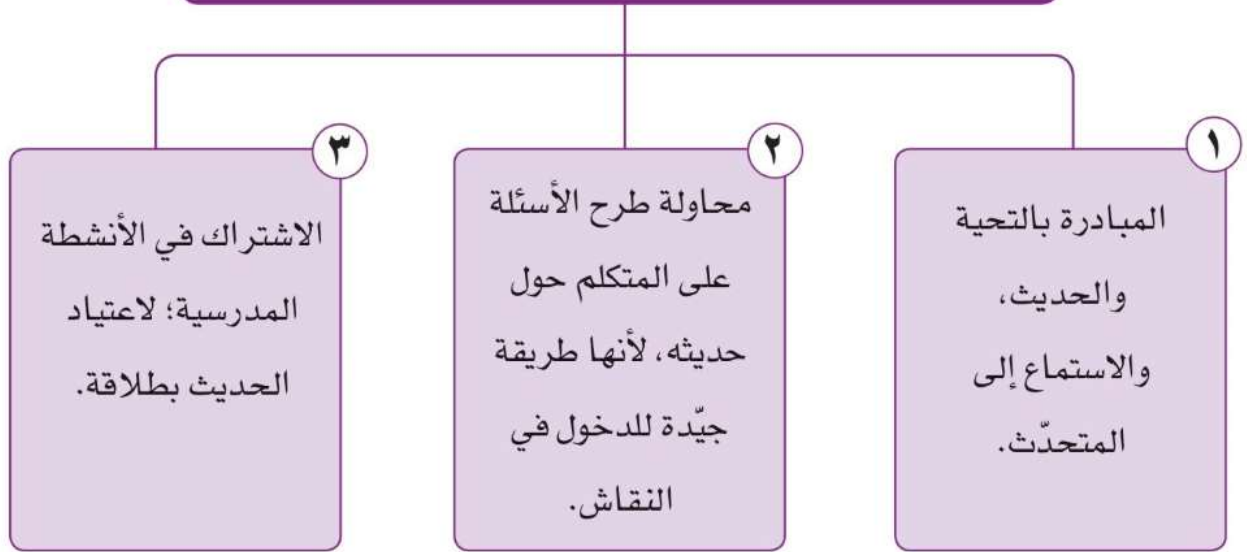 ١
المبادرة بالتحية
والحديث،
والاستماع إلى
المتحدّث.
٢
محاولة طرح الأسئلة
على المتكلم حول
حديثه، لأنها طريقة
جيّدة للدخول في
النقاش.
٣
الاشتراك في الأنشطة
المدرسية؛ لاعتياد
الحديث بطلاقة.